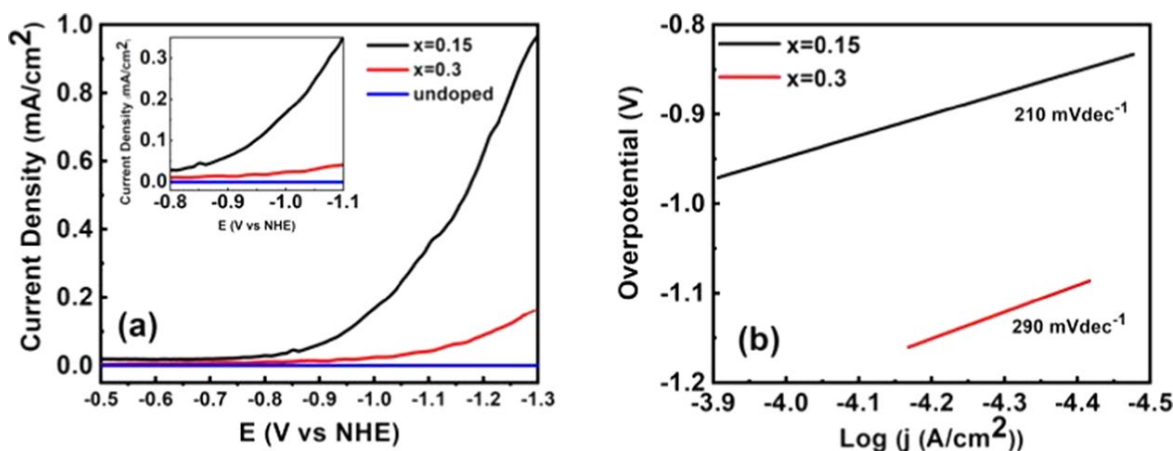 1.0
0.8
0.6
0.4
0.2
0.0
Current Density (mA/cm²)
x=0.15
x=0.3
undoped
0.3
0.2
0.1
0.0
Current Density (mA/cm²)
-0.8 -0.9 -1.0 -1.1
E (V vs NHE)
(a)
-0.5 -0.6 -0.7 -0.8 -0.9 -1.0 -1.1 -1.2 -1.3
E (V vs NHE)
-0.8
-0.9
-1.0
-1.1
-1.2
Overpotential (V)
x=0.15
x=0.3
210 mVdec⁻¹
290 mVdec⁻¹
(b)
-3.9 -4.0 -4.1 -4.2 -4.3 -4.4 -4.5
Log (j (A/cm²))